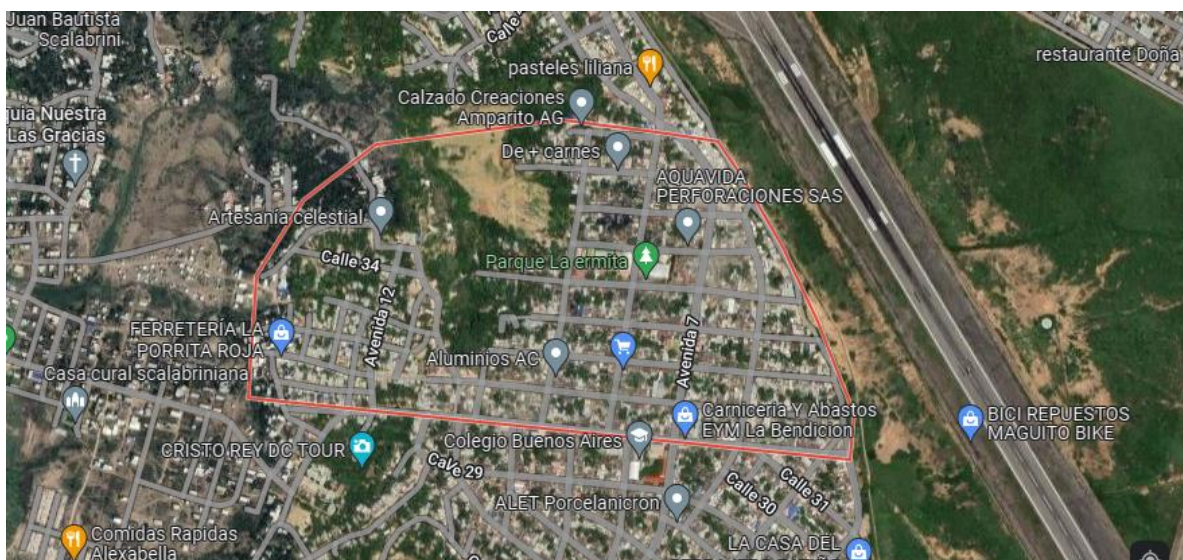 Juan Bautista
Scalabrini
pasteles liliana
restaurante Doña
Calzado Creaciones
Amparito AG
quia Nuestra
Las Gracias
De + carnes
AQUAVIDA
PERFORACIONES SAS
Artesanía celestial
Calle 34
Parque La ermita
Avenida 12
FERRETERÍA LA
PORRITA ROJA
Avenida 7
Aluminios AC
Casa cural scalabriniana
Carniceria Y Abastos
EYM La Bendicion
BICI REPUESTOS
MAGUITO BIKE
Colegio Buenos Aires
CRISTO REY DC TOUR
Calle 29
Calle 30
Calle 31
ALET Porcelanicron
Comidas Rapidas
Alexabella
LA CASA DEL